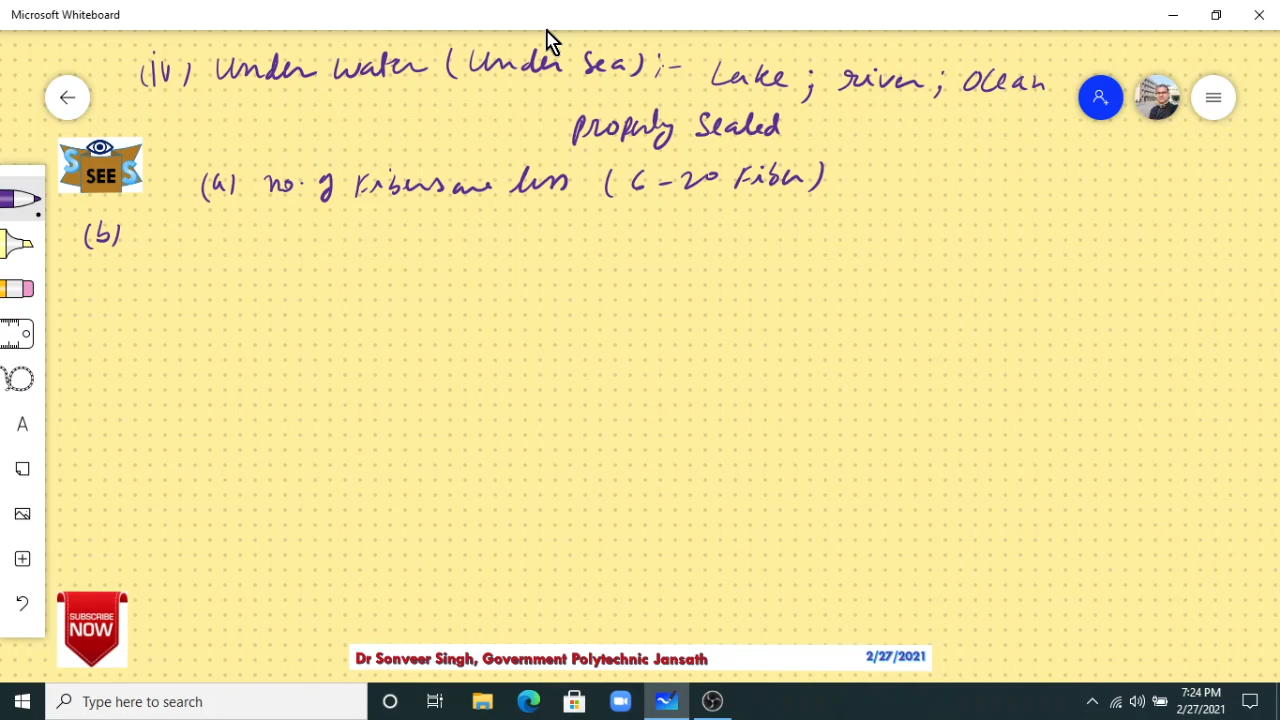 Microsoft Whiteboard
(iv) Under Water (Under Sea) :- Lake ; river ; Ocean
properly Sealed
S SEE S
(a) no. of Fibers are less ( 6 - 20 Fiber )
(b)
A
SUBSCRIBE
NOW
Dr Sonveer Singh, Government Polytechnic Jansath 2/27/2021
Type here to search
7:24 PM
2/27/2021